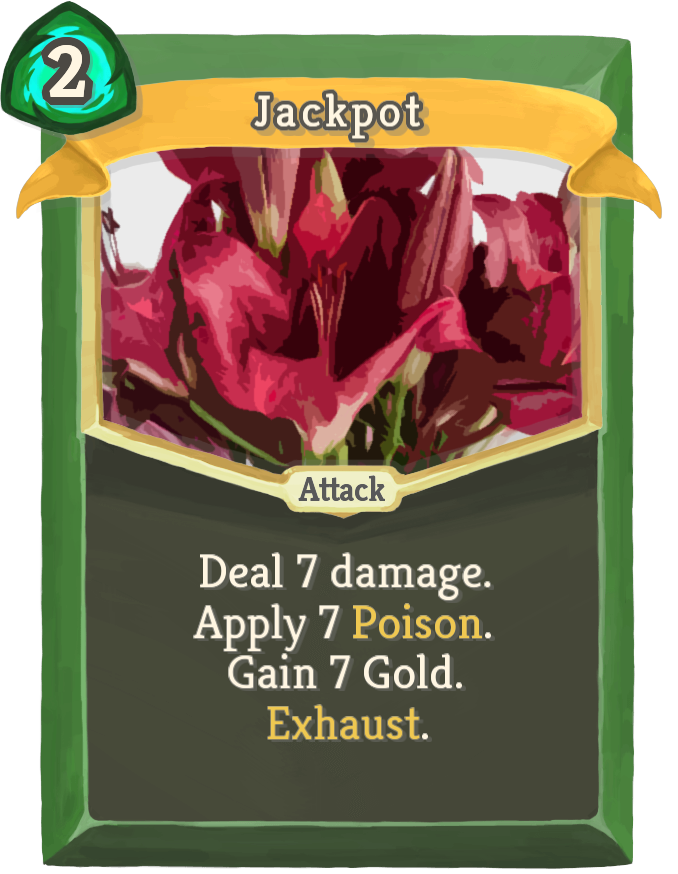 2
Jackpot
Attack
Deal 7 damage.
Apply 7 Poison.
Gain 7 Gold.
Exhaust.